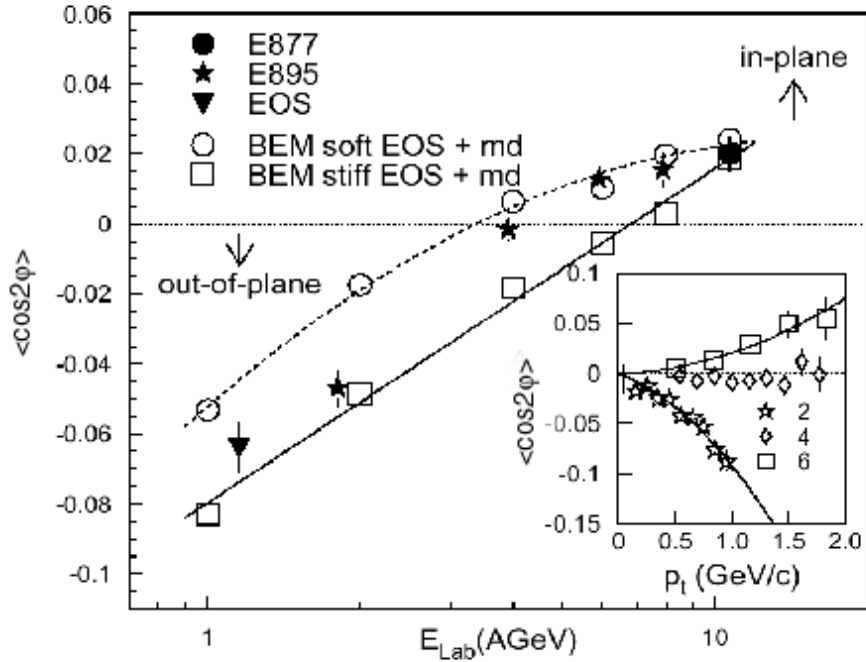 0.06
0.04
0.02
0
-0.02
-0.04
-0.06
-0.08
-0.1
<cos2φ>
E877
E895
EOS
BEM soft EOS + md
BEM stiff EOS + md
in-plane
out-of-plane
0.1
0.05
0
-0.05
-0.1
-0.15
<cos2φ>
2
4
6
0 0.5 1.0 1.5 2.0
p_t (GeV/c)
1 10
E_Lab(AGeV)